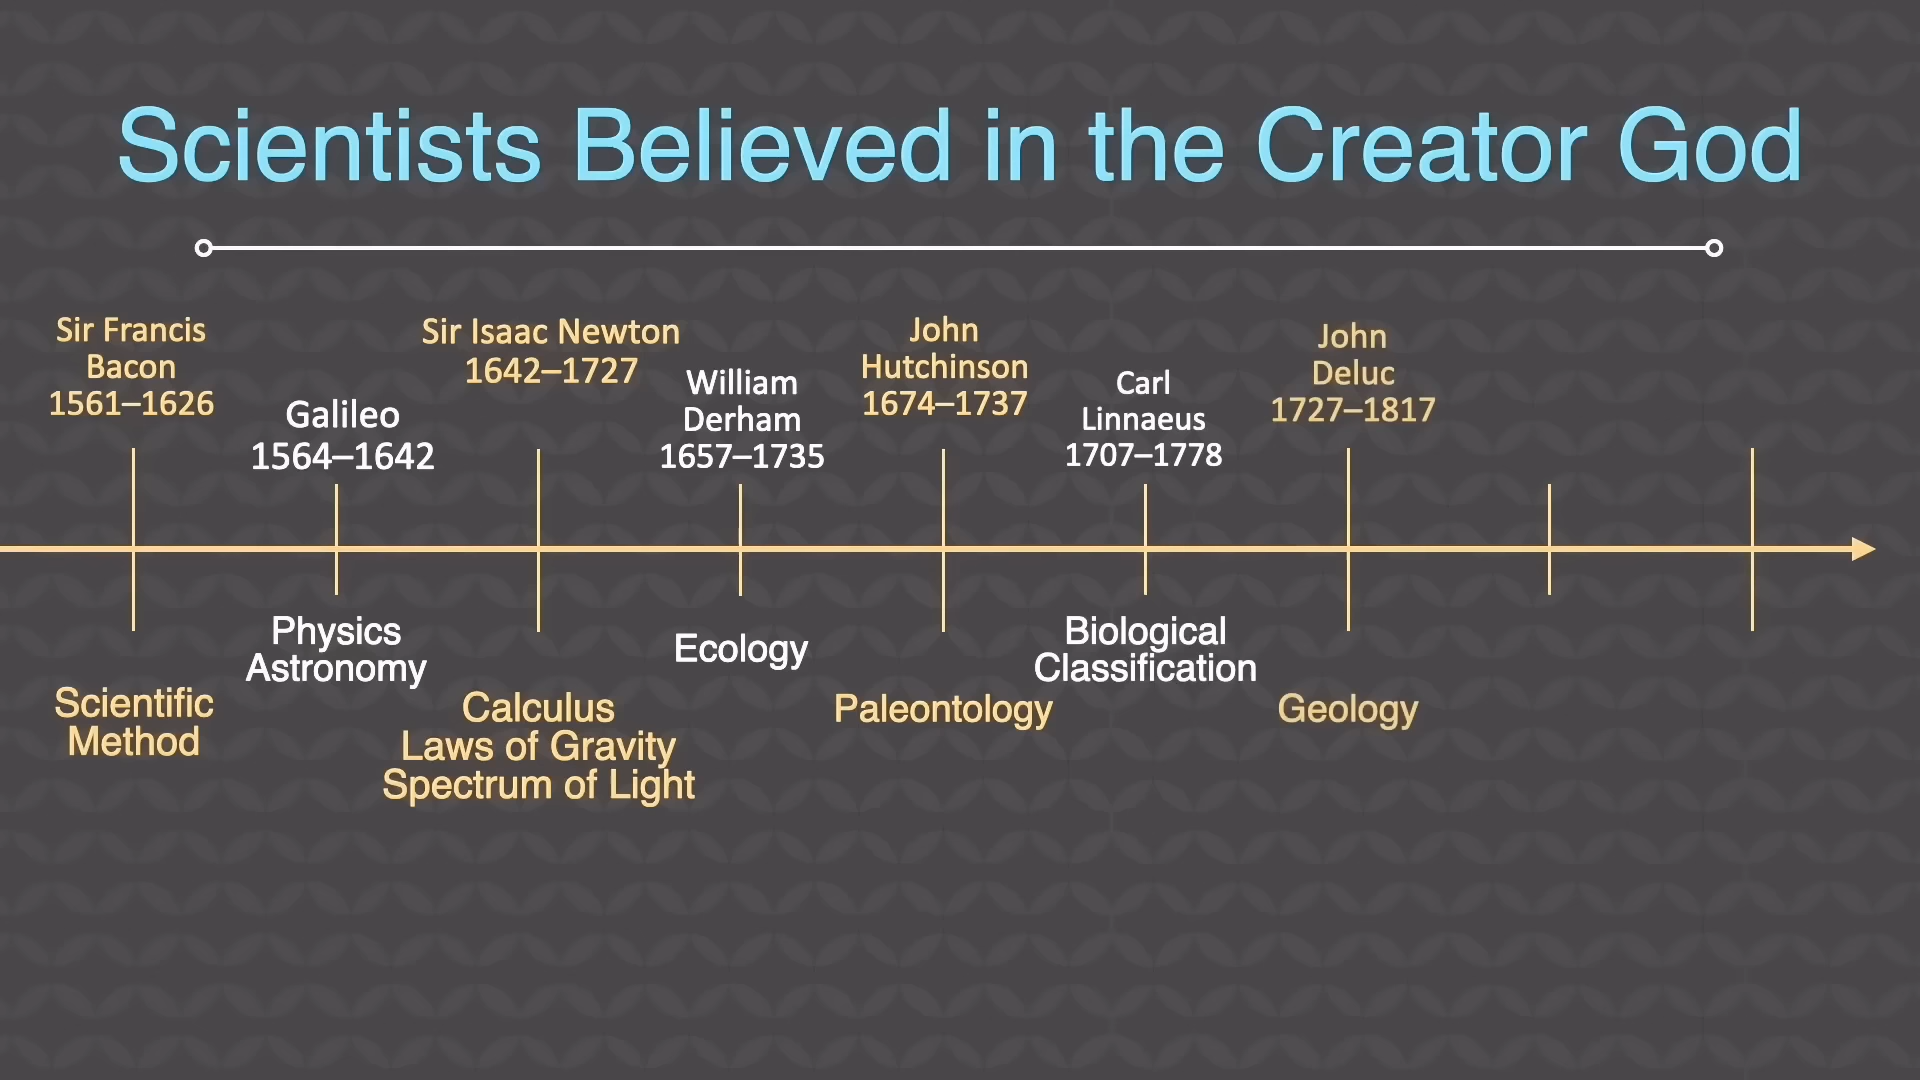 Scientists Believed in the Creator God
Sir Francis
Bacon
1561–1626
Galileo
1564–1642
Sir Isaac Newton
1642–1727
William
Derham
1657–1735
John
Hutchinson
1674–1737
Carl
Linnaeus
1707–1778
John
Deluc
1727–1817
Scientific
Method
Physics
Astronomy
Calculus
Laws of Gravity
Spectrum of Light
Ecology
Paleontology
Biological
Classification
Geology